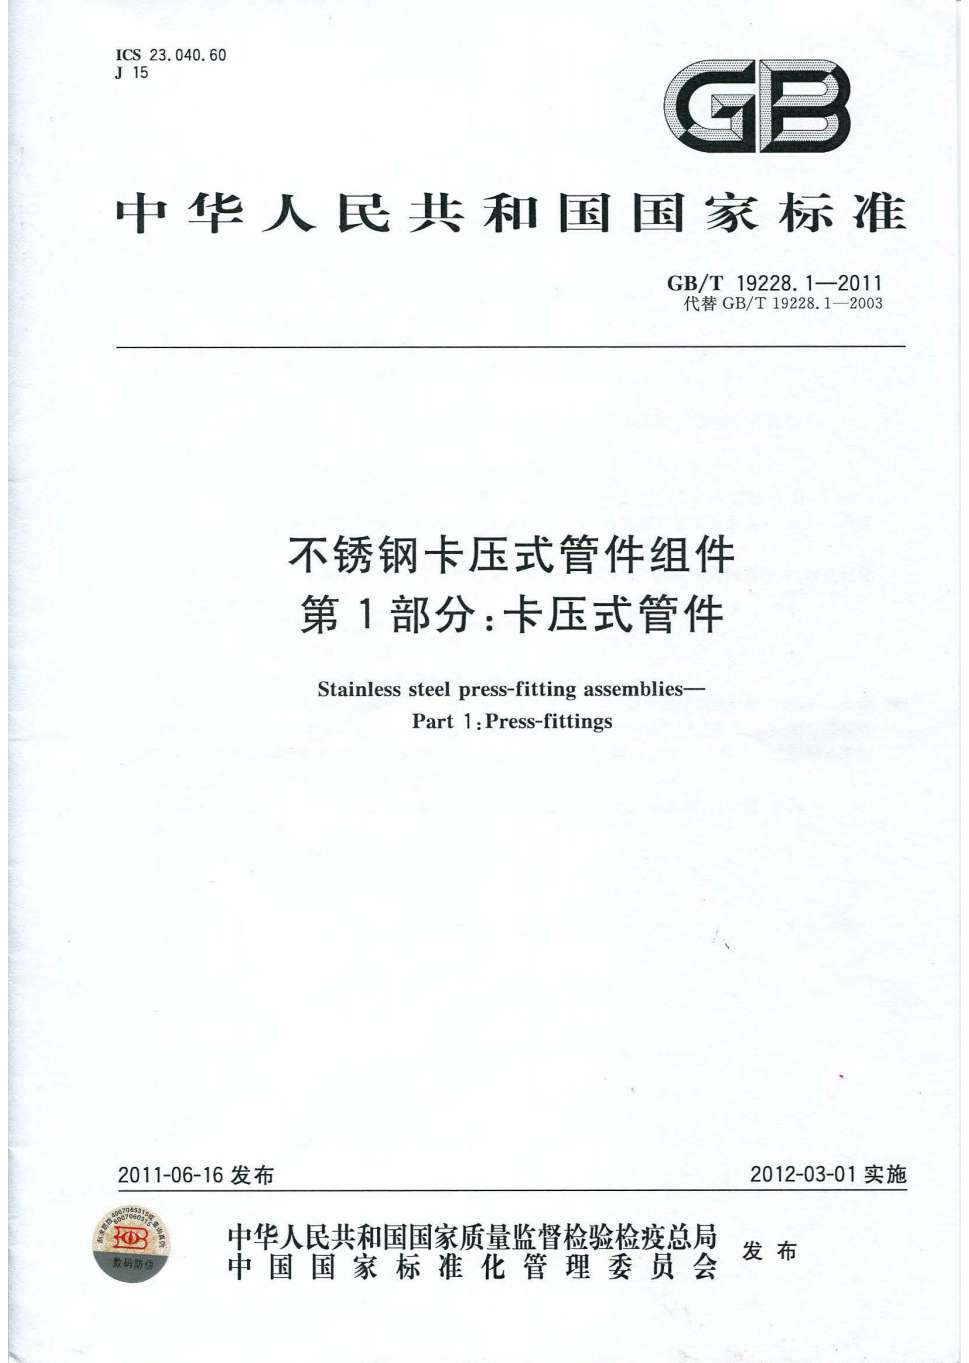 ICS 23.040.60
J 15
GB
中华人民共和国国家标准
GB/T 19228.1—2011
代替 GB/T 19228.1—2003
不锈钢卡压式管件组件
第1部分:卡压式管件
Stainless steel press-fitting assemblies—
Part 1:Press-fittings
2011-06-16 发布
2012-03-01 实施
中华人民共和国国家质量监督检验检疫总局
中国国家标准化管理委员会
发布
数码防伪